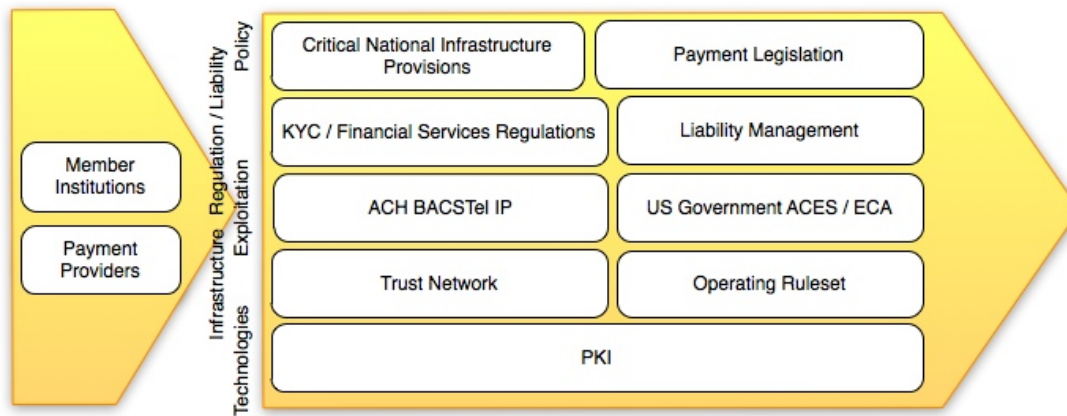 Member
Institutions
Payment
Providers
Policy
Regulation / Liability
Exploitation
Infrastructure
Technologies
Critical National Infrastructure
Provisions
Payment Legislation
KYC / Financial Services Regulations
Liability Management
ACH BACSTel IP
US Government ACES / ECA
Trust Network
Operating Ruleset
PKI